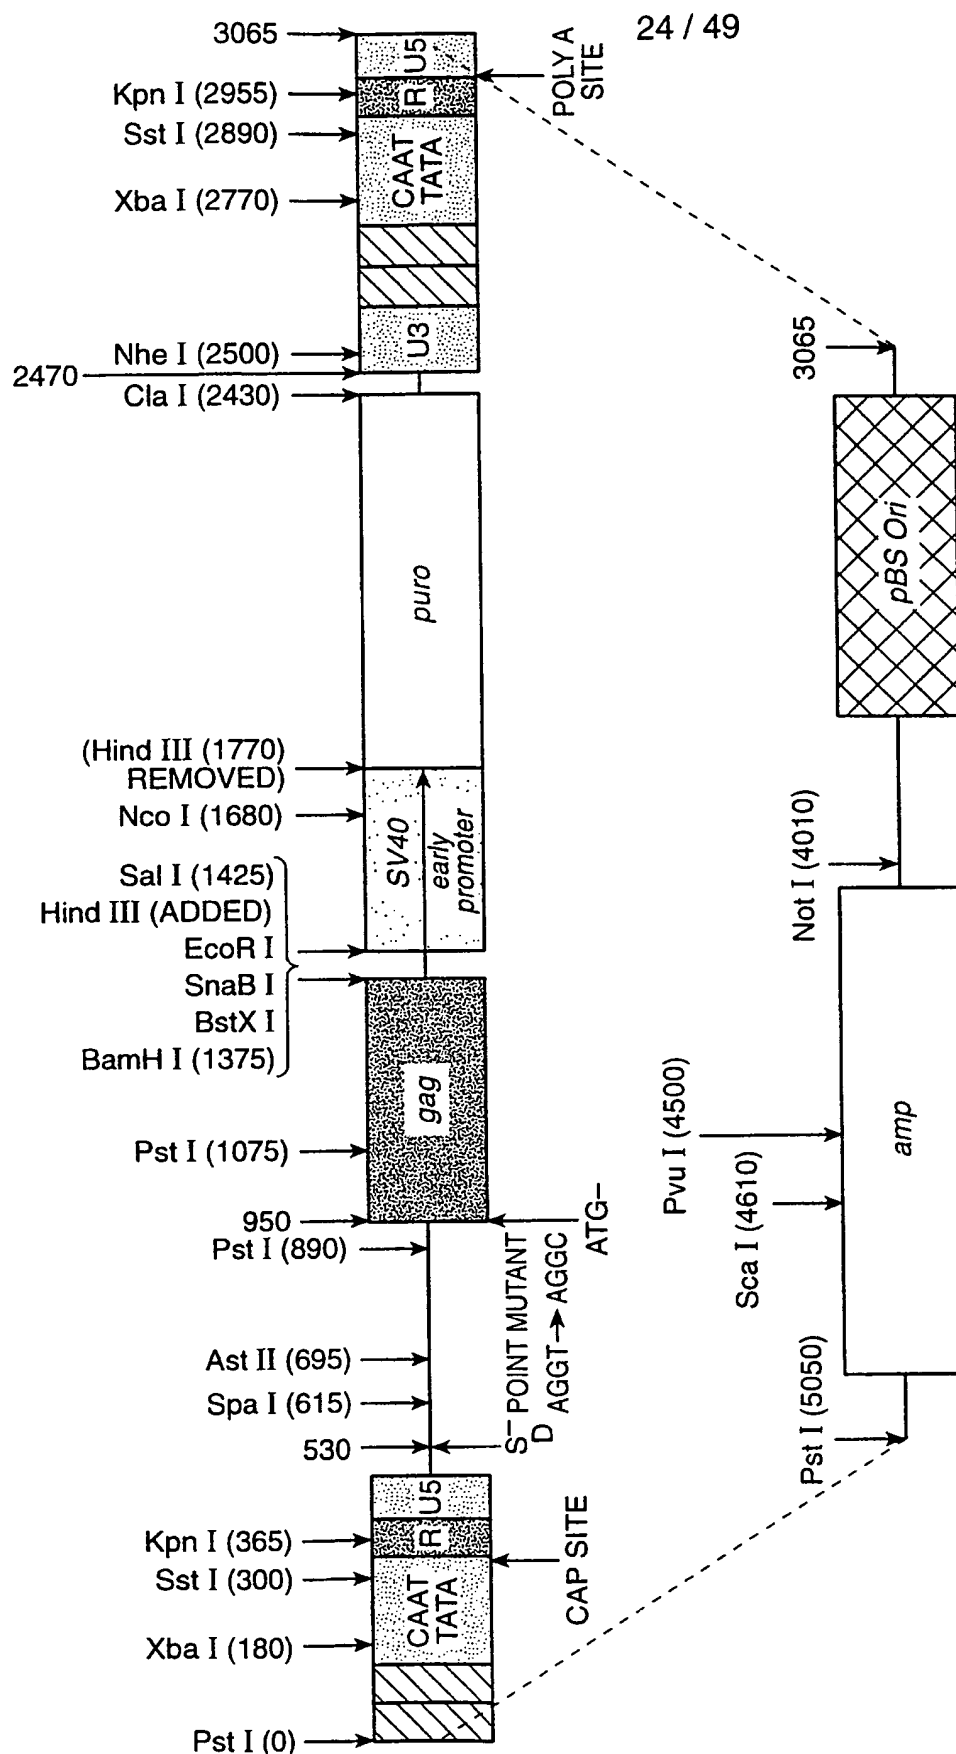 24 / 49
3065
Kpn I (2955)
Sst I (2890)
Xba I (2770)
Nhe I (2500)
2470
Cla I (2430)
(Hind III (1770)
REMOVED)
Nco I (1680)
Sal I (1425)
Hind III (ADDED)
EcoR I
SnaB I
BstX I
BamH I (1375)
Pst I (1075)
950
Pst I (890)
Ast II (695)
Spa I (615)
530
Kpn I (365)
Sst I (300)
Xba I (180)
Pst I (0)
U5
R
CAAT
TATA
U3
puro
SV40
early
promoter
gag
U5
R
CAAT
TATA
POLY A
SITE
ATG–
S– POINT MUTANT
D AGGT→AGGC
CAP SITE
3065
pBS Ori
Not I (4010)
Pvu I (4500)
Sca I (4610)
amp
Pst I (5050)